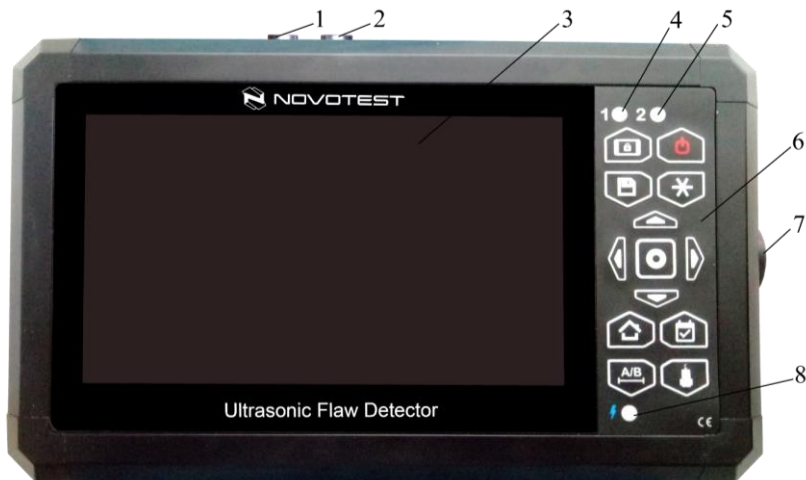 1 2 3 4 5
NOVOTEST
1 2
6
7
A/B
8
Ultrasonic Flaw Detector
CE